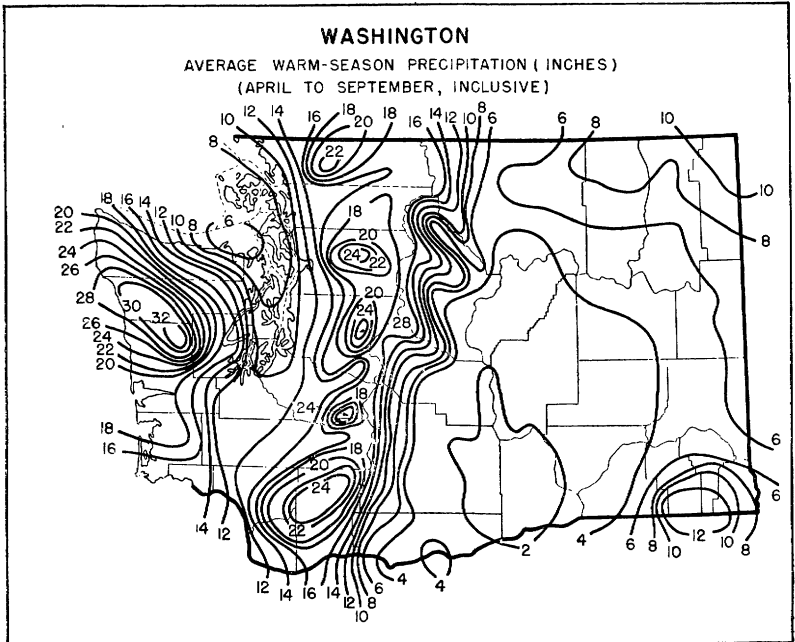 WASHINGTON
AVERAGE WARM-SEASON PRECIPITATION (INCHES)
(APRIL TO SEPTEMBER, INCLUSIVE)
10 12 14 16 18 20 18 16 14 12 10 8 6 6 8 10
8 22
20 18 16 14 12 10 8 6 18 10
22 20 8
24 24 22
26
28 30 20
26 32 24 28
24
22
20 24 18
18 18 6
16 20
24 6
14 12 22 2 4 6 8 10 12 10 8
12 14 16 14 12 10 8 6 4 4